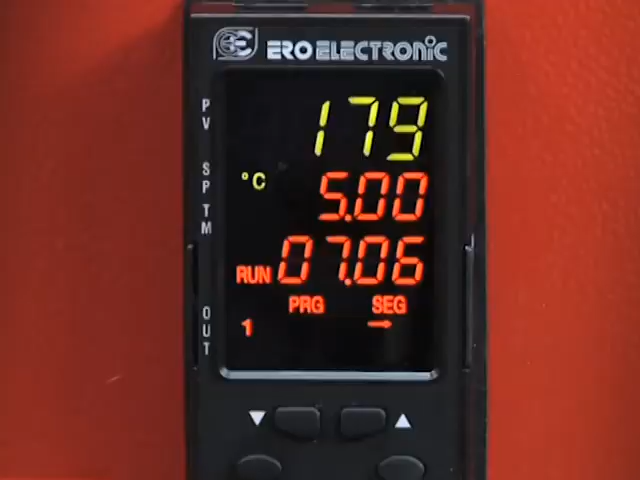 ERO ELECTRONIC
PV
179
°C
SP
5.00
TM
RUN 07.06
PRG SEG
OUT
1 →
▼ ▲